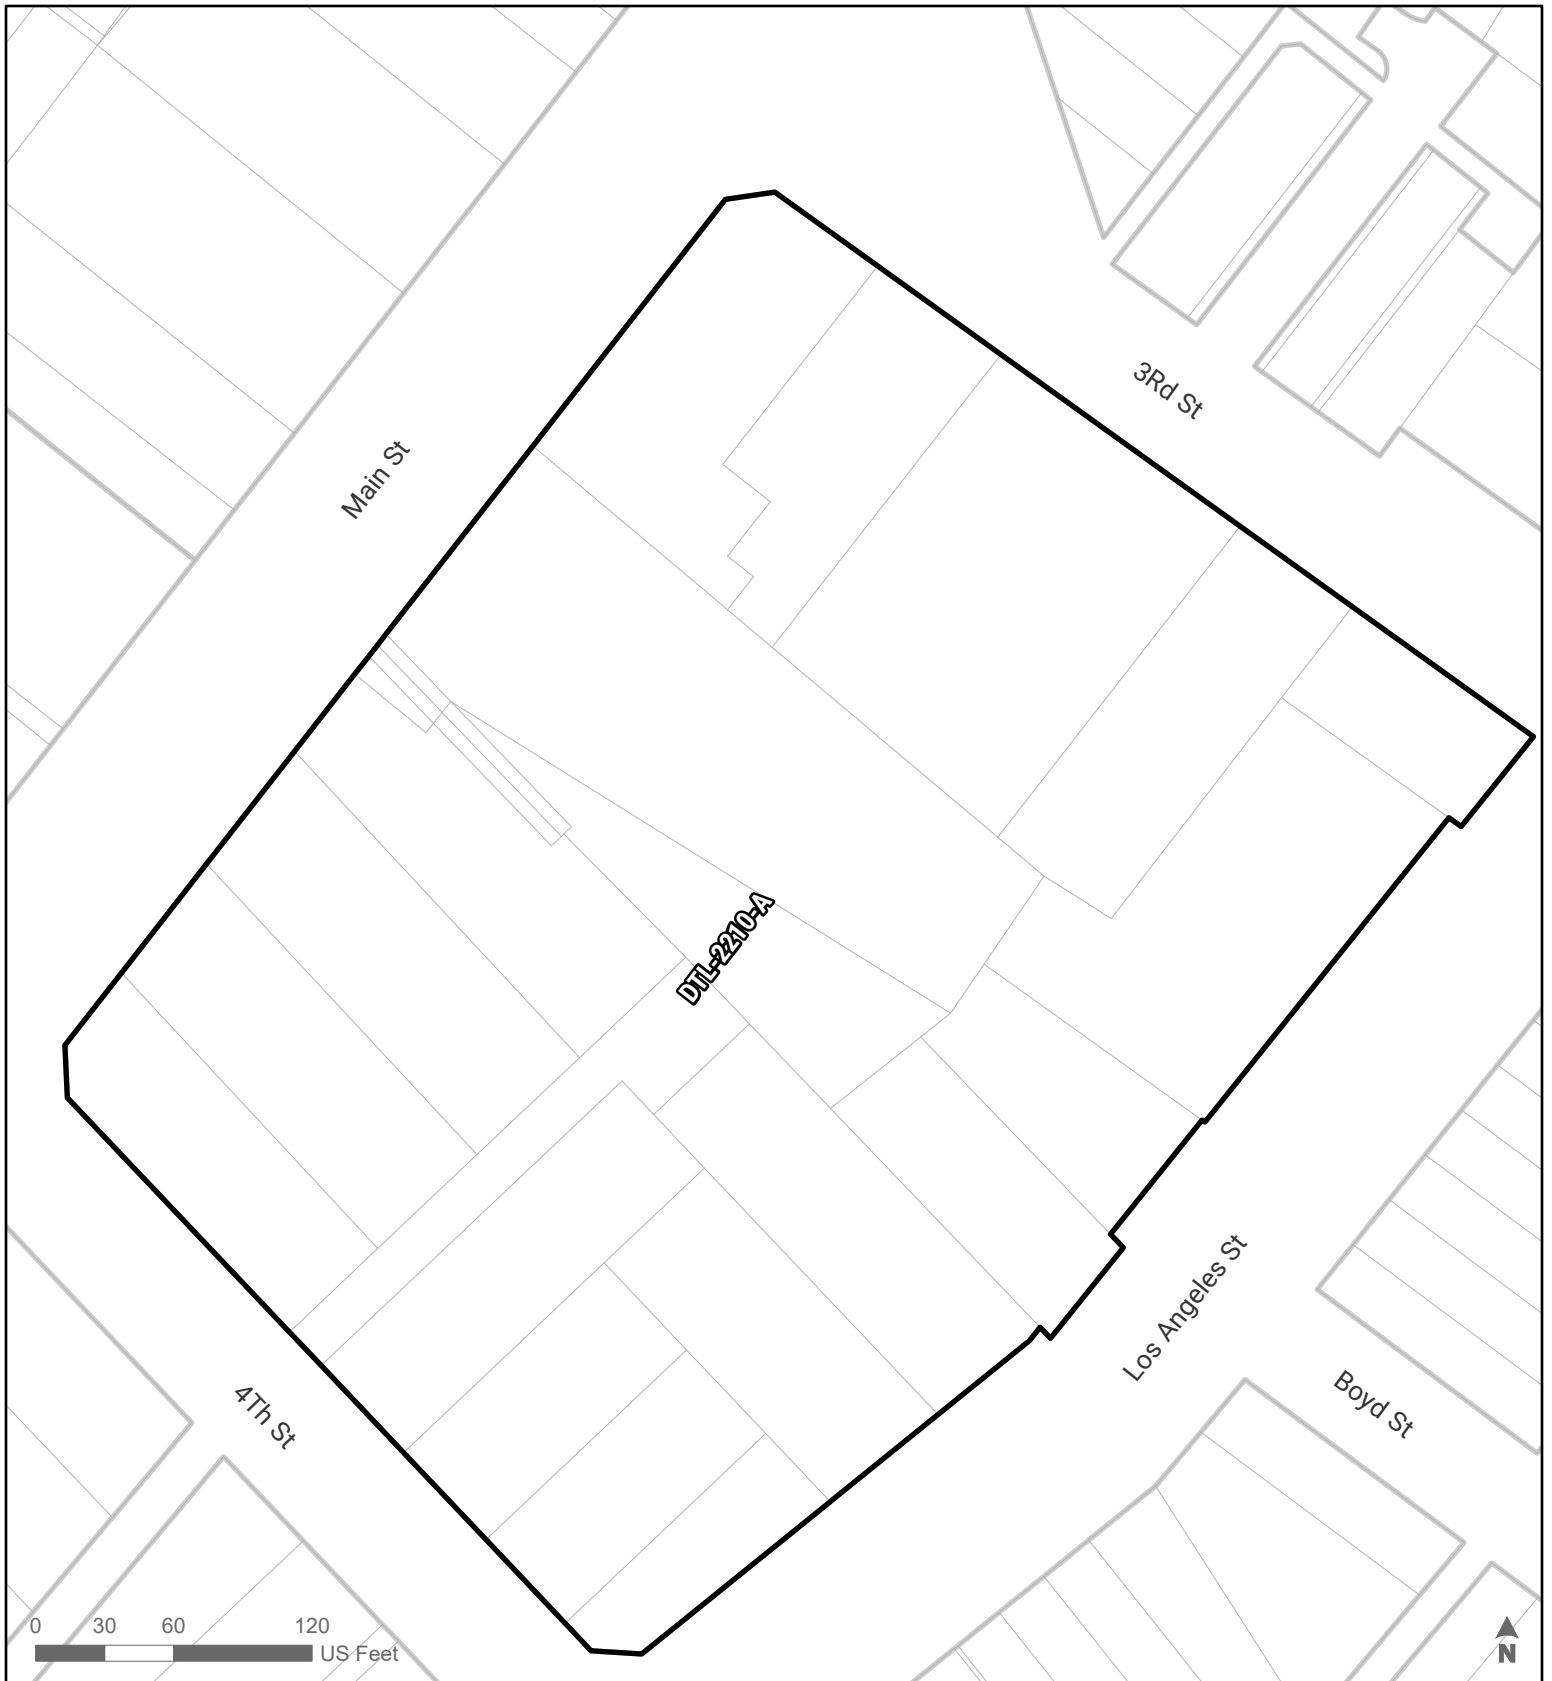 3Rd St
Main St
DTL-2210-A
Los Angeles St
Boyd St
4Th St
0 30 60 120
US Feet
N